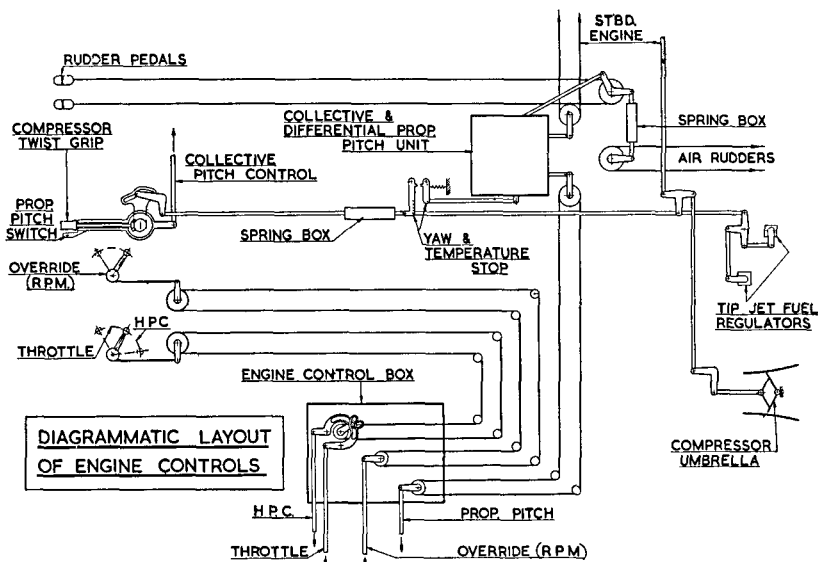 STBD.
ENGINE
RUDDER PEDALS
COMPRESSOR
TWIST GRIP
COLLECTIVE &
DIFFERENTIAL PROP.
PITCH UNIT
SPRING BOX
COLLECTIVE
PITCH CONTROL
AIR RUDDERS
PROP.
PITCH
SWITCH
SPRING BOX
YAW &
TEMPERATURE
STOP
OVERRIDE
(R.P.M.)
TIP JET FUEL
REGULATORS
H P C
THROTTLE
ENGINE CONTROL BOX
DIAGRAMMATIC LAYOUT
OF ENGINE CONTROLS
COMPRESSOR
UMBRELLA
H.P.C.
PROP. PITCH
THROTTLE
OVERRIDE (R.P.M)